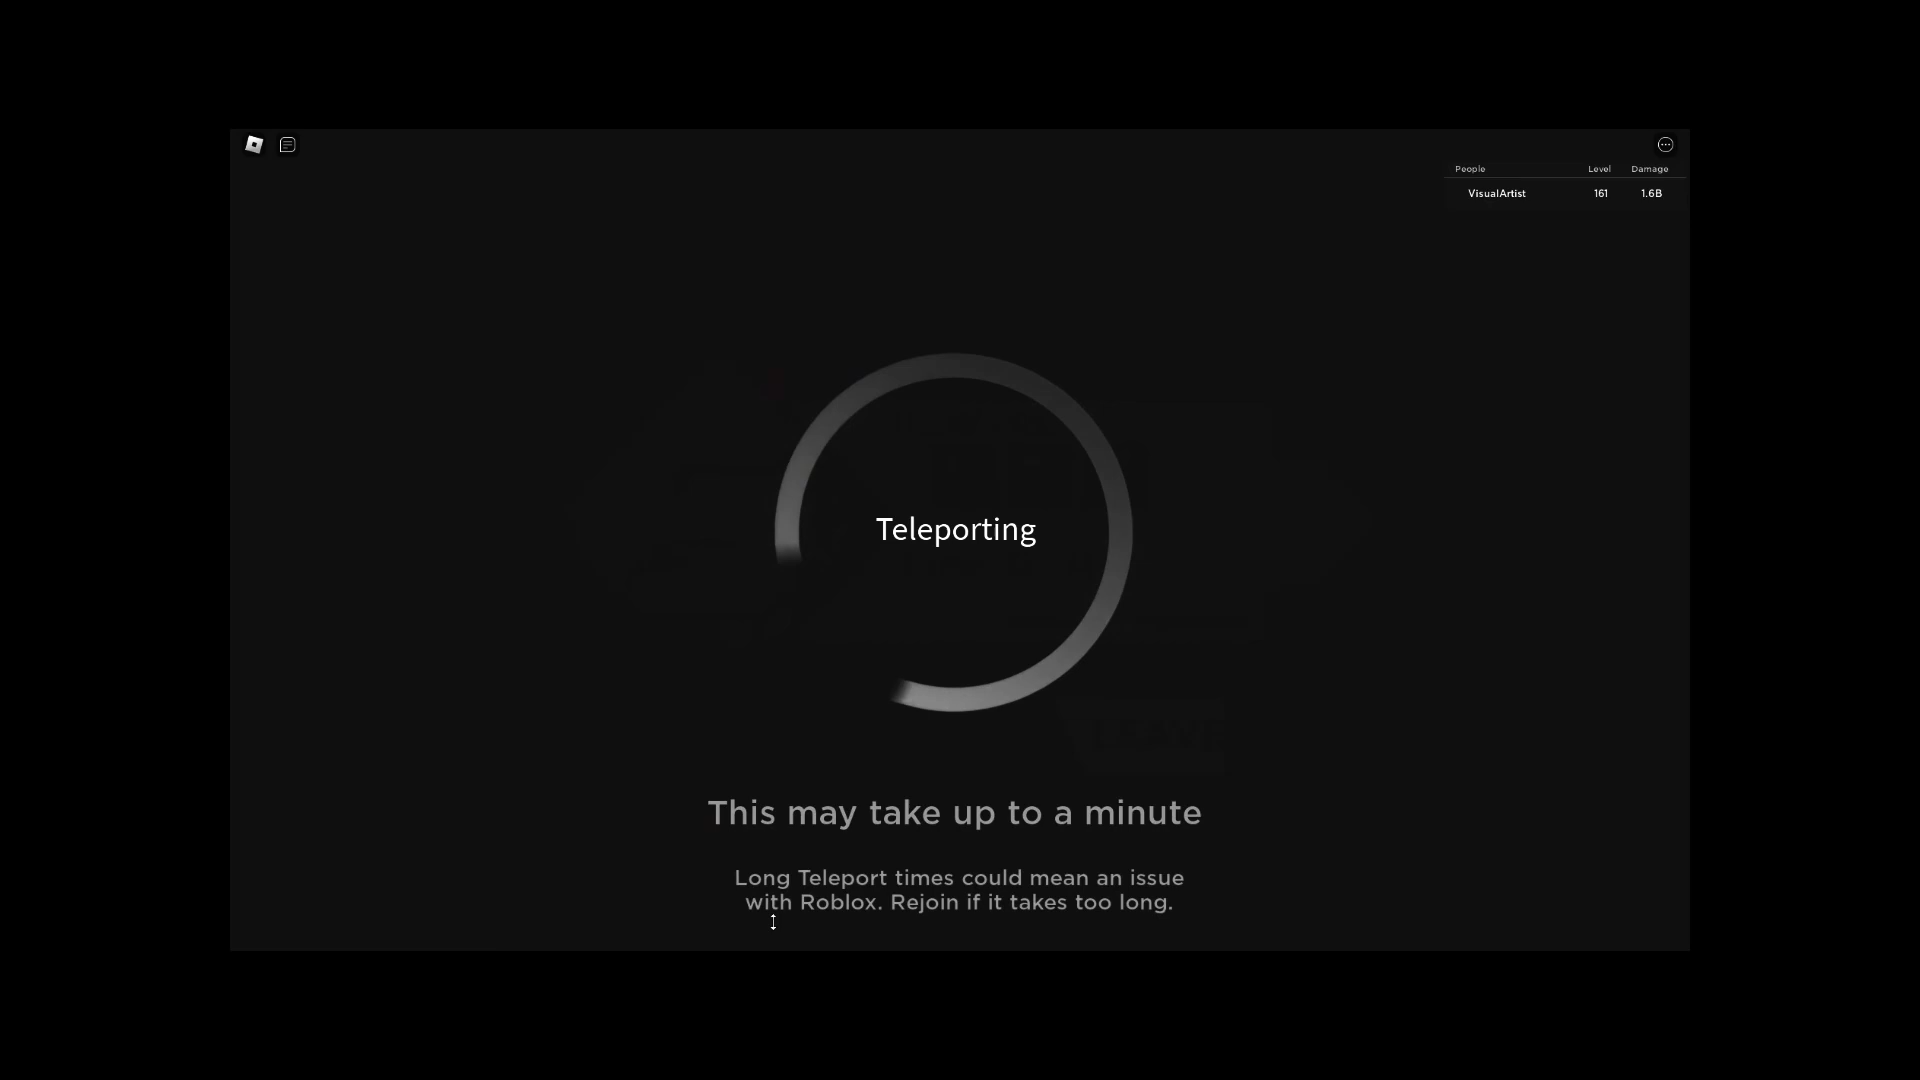 People Level Damage
VisualArtist 161 1.6B
Teleporting
LEAVE
This may take up to a minute
Long Teleport times could mean an issue
with Roblox. Rejoin if it takes too long.